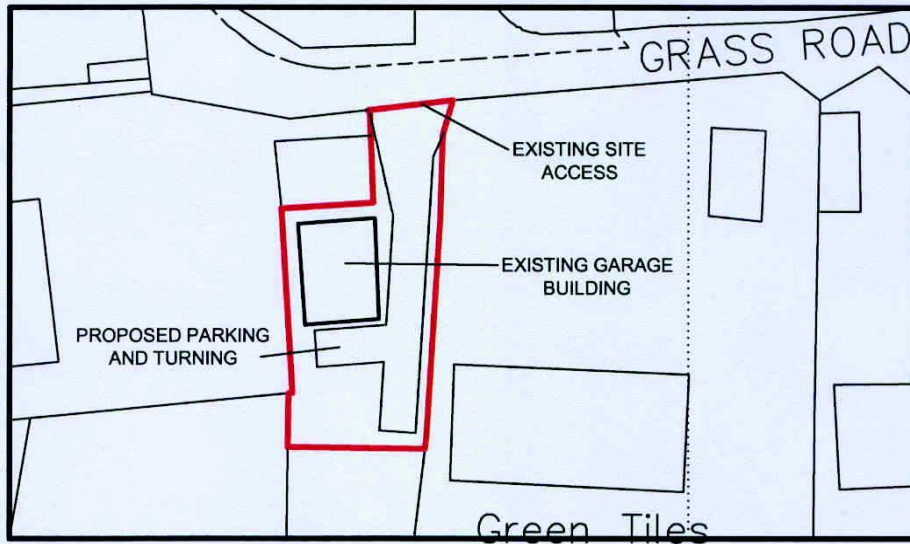 GRASS ROAD
EXISTING SITE
ACCESS
EXISTING GARAGE
BUILDING
PROPOSED PARKING
AND TURNING
Green Tiles